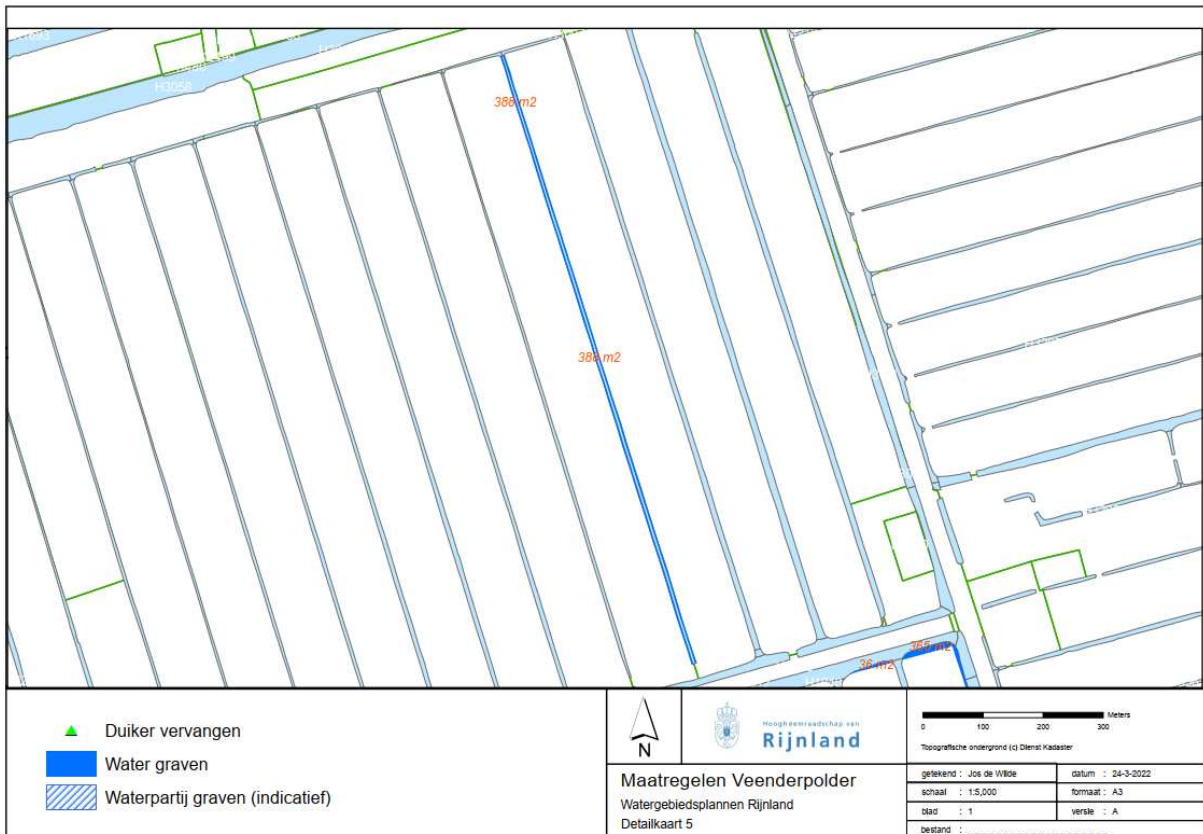 H3058
388 m2
388 m2
365 m2
36 m2
Duiker vervangen
Water graven
Waterpartij graven (indicatief)
N
Hoogheemraadschap van
Rijnland
Maatregelen Veenderpolder
Watergebiedsplannen Rijnland
Detailkaart 5
0 100 200 300 Meters
Topografische ondergrond (c) Dienst Kadaster
getekend : Jos de Wilde datum : 24-3-2022
schaal : 1:5,000 formaat : A3
blad : 1 versie : A
bestand :